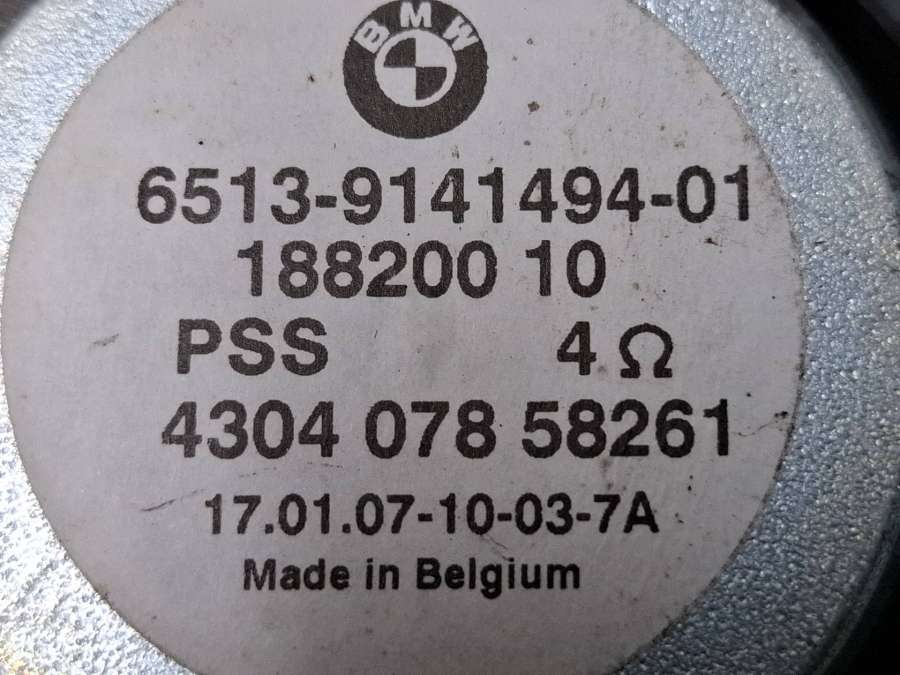 BMW
6513-9141494-01
188200 10
PSS 4 Ω
4304 078 58261
17.01.07-10-03-7A
Made in Belgium